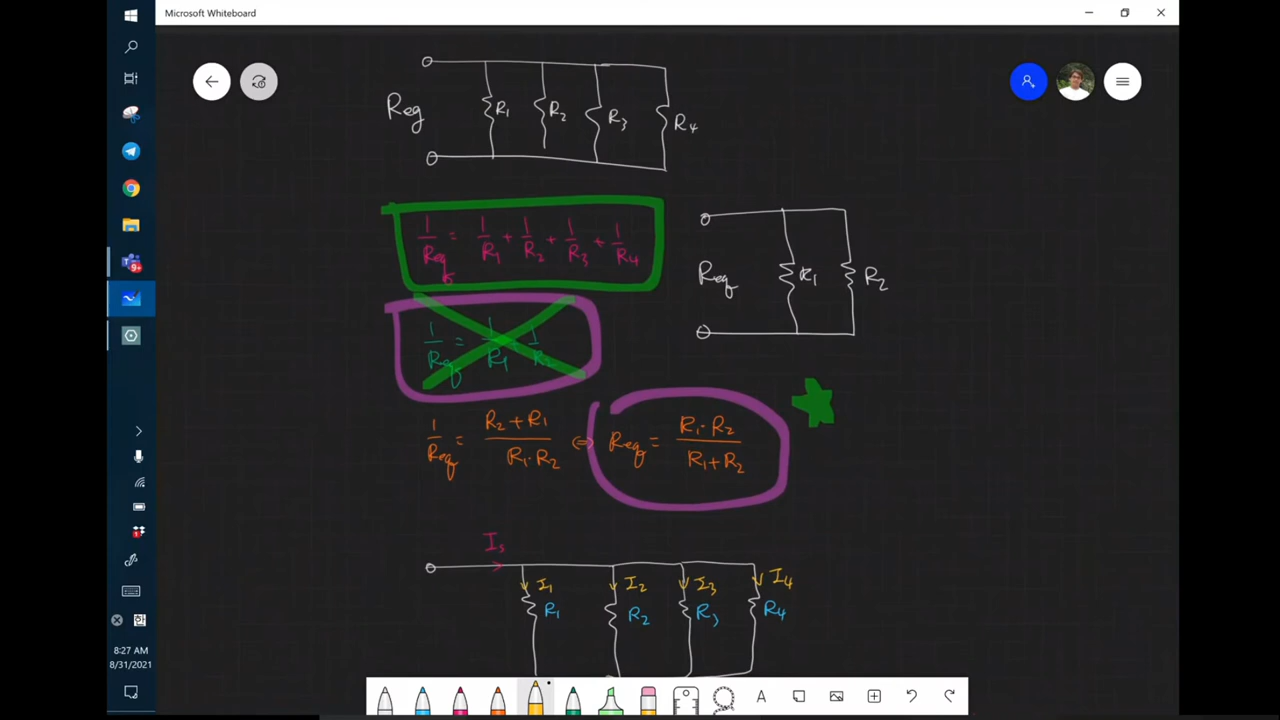 Microsoft Whiteboard
Req R1 R2 R3 R4
1/Req = 1/R1 + 1/R2 + 1/R3 + 1/R4
Req R1 R2
1/Req = 1/R1 1/R2
1/Req = R2+R1/R1·R2 ⇔ Req = R1·R2/R1+R2
Is
I1 I2 I3 I4
R1 R2 R3 R4
9+
1
8:27 AM
8/31/2021
A